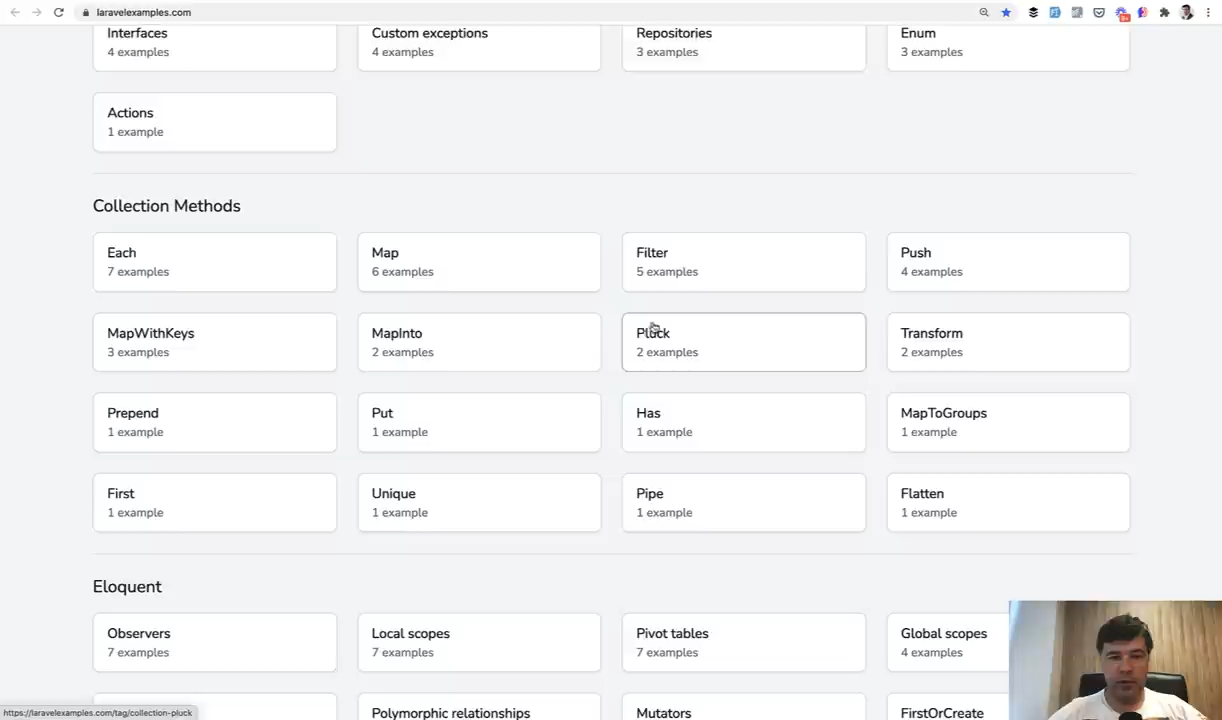 laravelexamples.com
Interfaces
4 examples
Custom exceptions
4 examples
Repositories
3 examples
Enum
3 examples
Actions
1 example
Collection Methods
Each
7 examples
Map
6 examples
Filter
5 examples
Push
4 examples
MapWithKeys
3 examples
MapInto
2 examples
Pluck
2 examples
Transform
2 examples
Prepend
1 example
Put
1 example
Has
1 example
MapToGroups
1 example
First
1 example
Unique
1 example
Pipe
1 example
Flatten
1 example
Eloquent
Observers
7 examples
Local scopes
7 examples
Pivot tables
7 examples
Global scopes
4 examples
Polymorphic relationships
Mutators
FirstOrCreate
https://laravelexamples.com/tag/collection-pluck